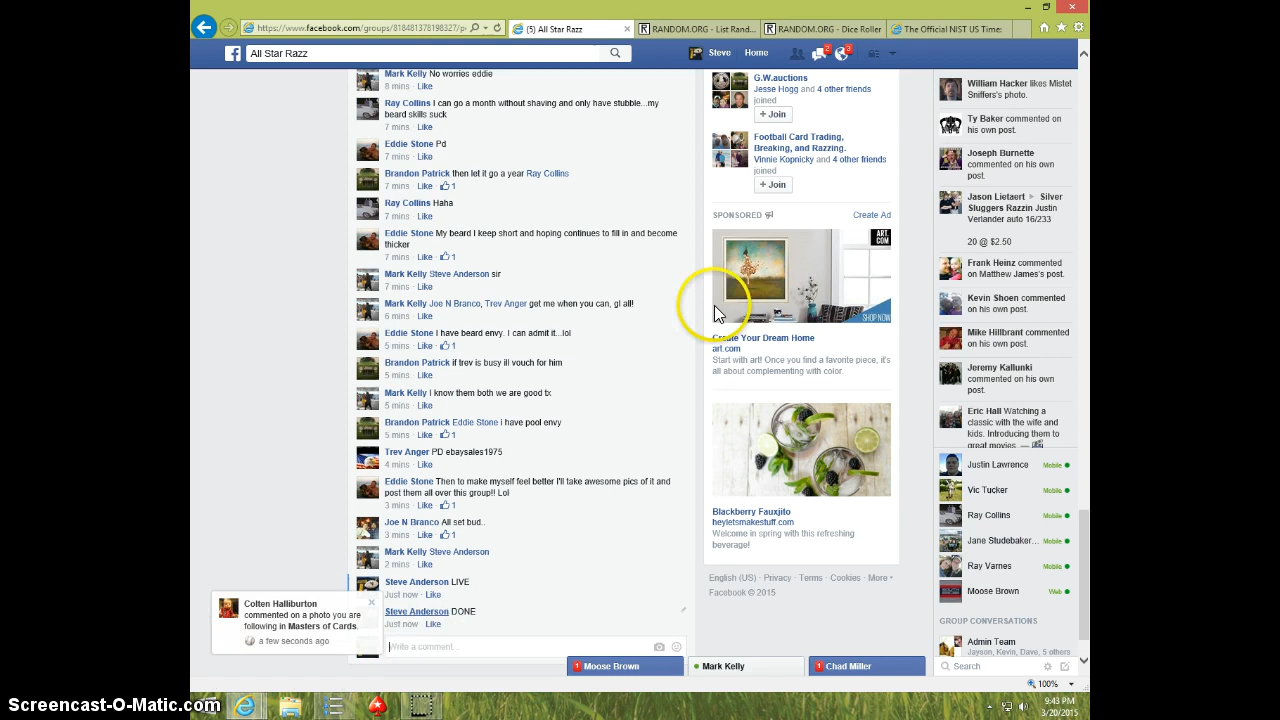 https://www.facebook.com/groups/818481378198327/p
(5) All Star Razz
RANDOM.ORG - List Rand...
RANDOM.ORG - Dice Roller
The Official NIST US Time:
All Star Razz
Steve
Home
2
3
Mark Kelly No worries eddie
8 mins · Like
Ray Collins I can go a month without shaving and only have stubble...my
beard skills suck
7 mins · Like
Eddie Stone Pd
7 mins · Like
Brandon Patrick then let it go a year Ray Collins
7 mins · Like · 1
Ray Collins Haha
7 mins · Like
Eddie Stone My beard I keep short and hoping continues to fill in and become
thicker
7 mins · Like · 1
Mark Kelly Steve Anderson sir
7 mins · Like
Mark Kelly Joe N Branco, Trev Anger get me when you can, gl all!
6 mins · Like
Eddie Stone I have beard envy. I can admit it...lol
5 mins · Like · 1
Brandon Patrick if trev is busy ill vouch for him
5 mins · Like
Mark Kelly I know them both we are good tx
5 mins · Like
Brandon Patrick Eddie Stone i have pool envy
5 mins · Like · 1
Trev Anger PD ebaysales1975
4 mins · Like
Eddie Stone Then to make myself feel better I'll take awesome pics of it and
post them all over this group!! Lol
3 mins · Like · 1
Joe N Branco All set bud..
3 mins · Like · 1
Mark Kelly Steve Anderson
2 mins · Like
Steve Anderson LIVE
Just now · Like
Steve Anderson DONE
Just now · Like
Write a comment...
Colten Halliburton
commented on a photo you are
following in Masters of Cards.
a few seconds ago
G.W.auctions
Jesse Hogg and 4 other friends
joined
+ Join
Football Card Trading,
Breaking, and Razzing.
Vinnie Kopnicky and 4 other friends
joined
+ Join
SPONSORED
Create Ad
ART.
COM
SHOP NOW
Create Your Dream Home
art.com
Start with art! Once you find a favorite piece, it's
all about complementing with color.
Blackberry Fauxjito
heyletsmakestuff.com
Welcome in spring with this refreshing
beverage!
English (US) · Privacy · Terms · Cookies · More
Facebook © 2015
William Hacker likes Mistet
Sniffers's photo.
Ty Baker commented on
his own post.
Joseph Burnette
commented on his own
post.
Jason Lietaert ▸ Silver
Sluggers Razzin Justin
Verlander auto 16/233
20 @ $2.50
Frank Heinz commented
on Matthew James's post.
Kevin Shoen commented
on his own post.
Mike Hillbrant commented
on his own post.
Jeremy Kallunki
commented on his own
post.
Eric Hall Watching a
classic with the wife and
kids. Introducing them to
great movies. —
Justin Lawrence Mobile
Vic Tucker Mobile
Ray Collins Mobile
Jane Studebaker... Mobile
Ray Varnes Mobile
Moose Brown Web
GROUP CONVERSATIONS
Admin Team
Jayson, Kevin, Dave, 5 others
Search
1 Moose Brown
Mark Kelly
1 Chad Miller
100%
9:43 PM
3/20/2015
Screencast-O-Matic.com